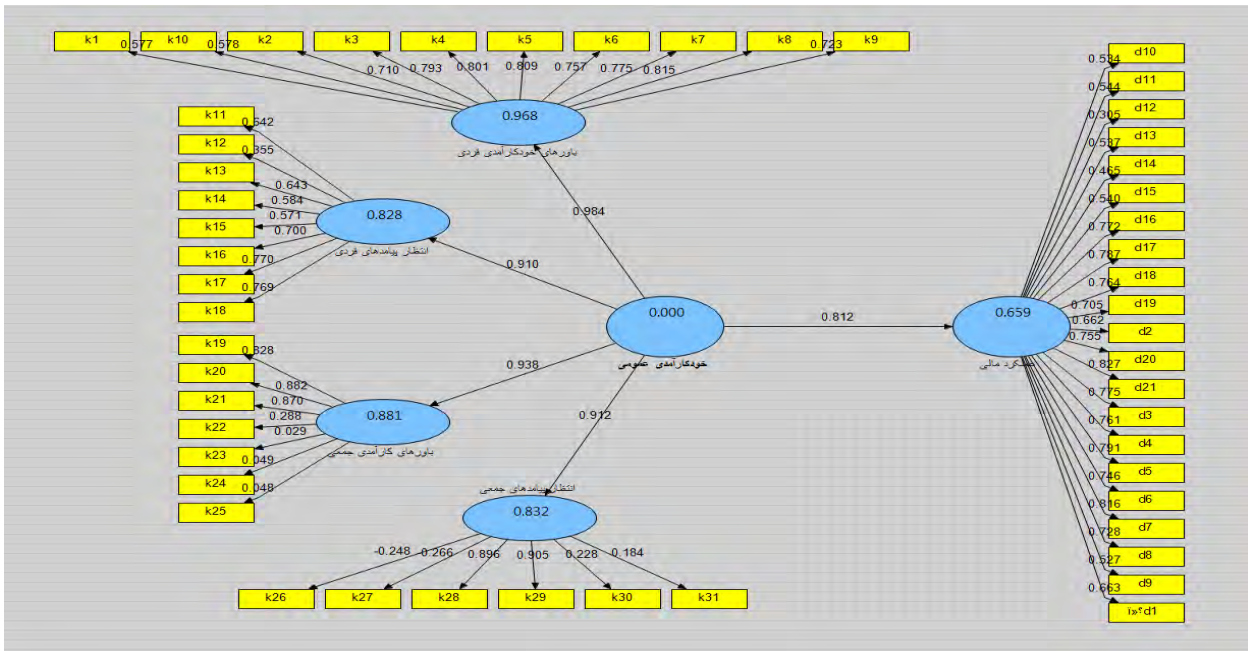 k1 k10 k2 k3 k4 k5 k6 k7 k8 k9
0.577 0.578 0.710 0.793 0.801 0.809 0.757 0.775 0.815 0.723
0.968
باورهای خودکارآمدی فردی
k11
k12
k13
k14
k15
k16
k17
k18
0.542
0.355
0.643
0.584
0.571
0.700
0.770
0.769
0.828
انتظار پیامدهای فردی
k19
k20
k21
k22
k23
k24
k25
0.828
0.882
0.870
0.288
0.029
0.049
0.048
0.881
باورهای کارآمدی جمعی
انتظار پیامدهای جمعی
0.832
-0.248 0.266 0.896 0.905 0.228 0.184
k26 k27 k28 k29 k30 k31
0.984
0.910
0.938
0.912
0.000
خودکارآمدی عمومی
0.812
0.659
عملکرد مالی
d10
d11
d12
d13
d14
d15
d16
d17
d18
d19
d2
d20
d21
d3
d4
d5
d6
d7
d8
d9
ï»؟d1
0.534
0.544
0.305
0.537
0.465
0.540
0.772
0.787
0.764
0.705
0.662
0.755
0.827
0.775
0.761
0.791
0.746
0.816
0.728
0.527
0.663